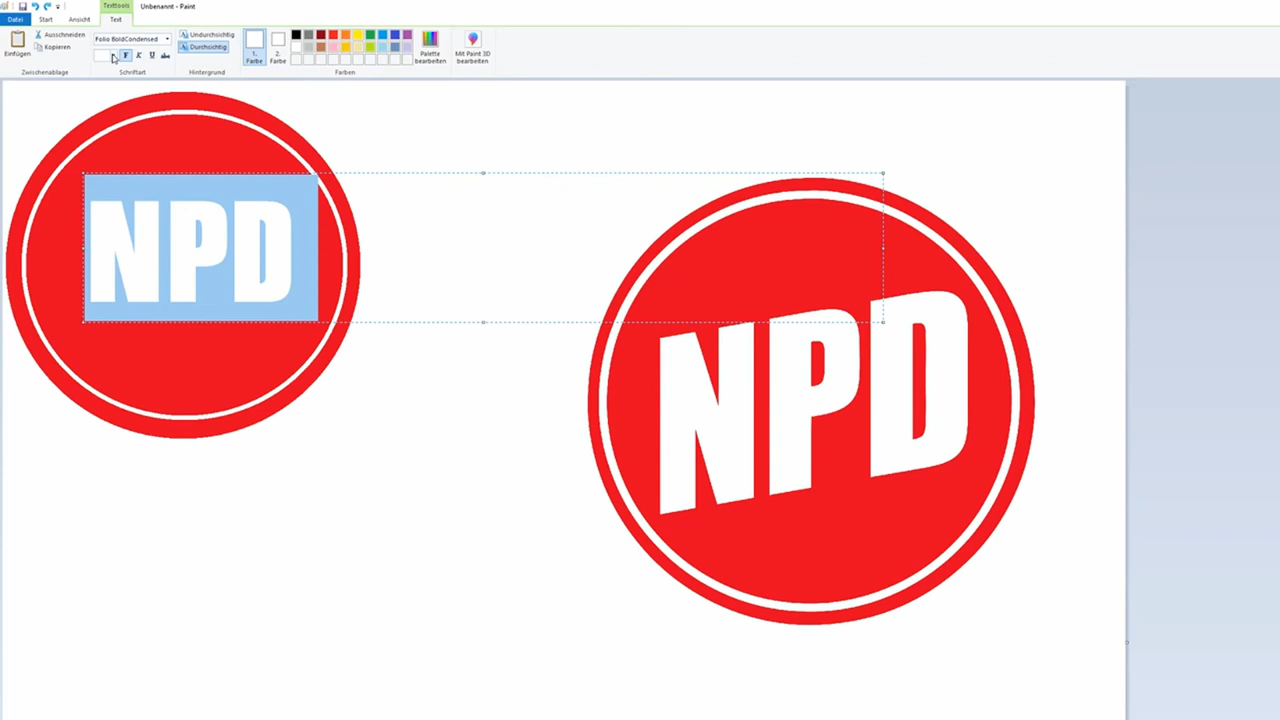 Texttools
Unbenannt - Paint
Datei
Start
Ansicht
Text
Einfügen
Ausschneiden
Kopieren
Zwischenablage
Folio BoldCondensed
F K U abc
Schriftart
Undurchsichtig
Durchsichtig
Hintergrund
1.
Farbe
2.
Farbe
Farben
Palette
bearbeiten
Mit Paint 3D
bearbeiten
NPD
NPD